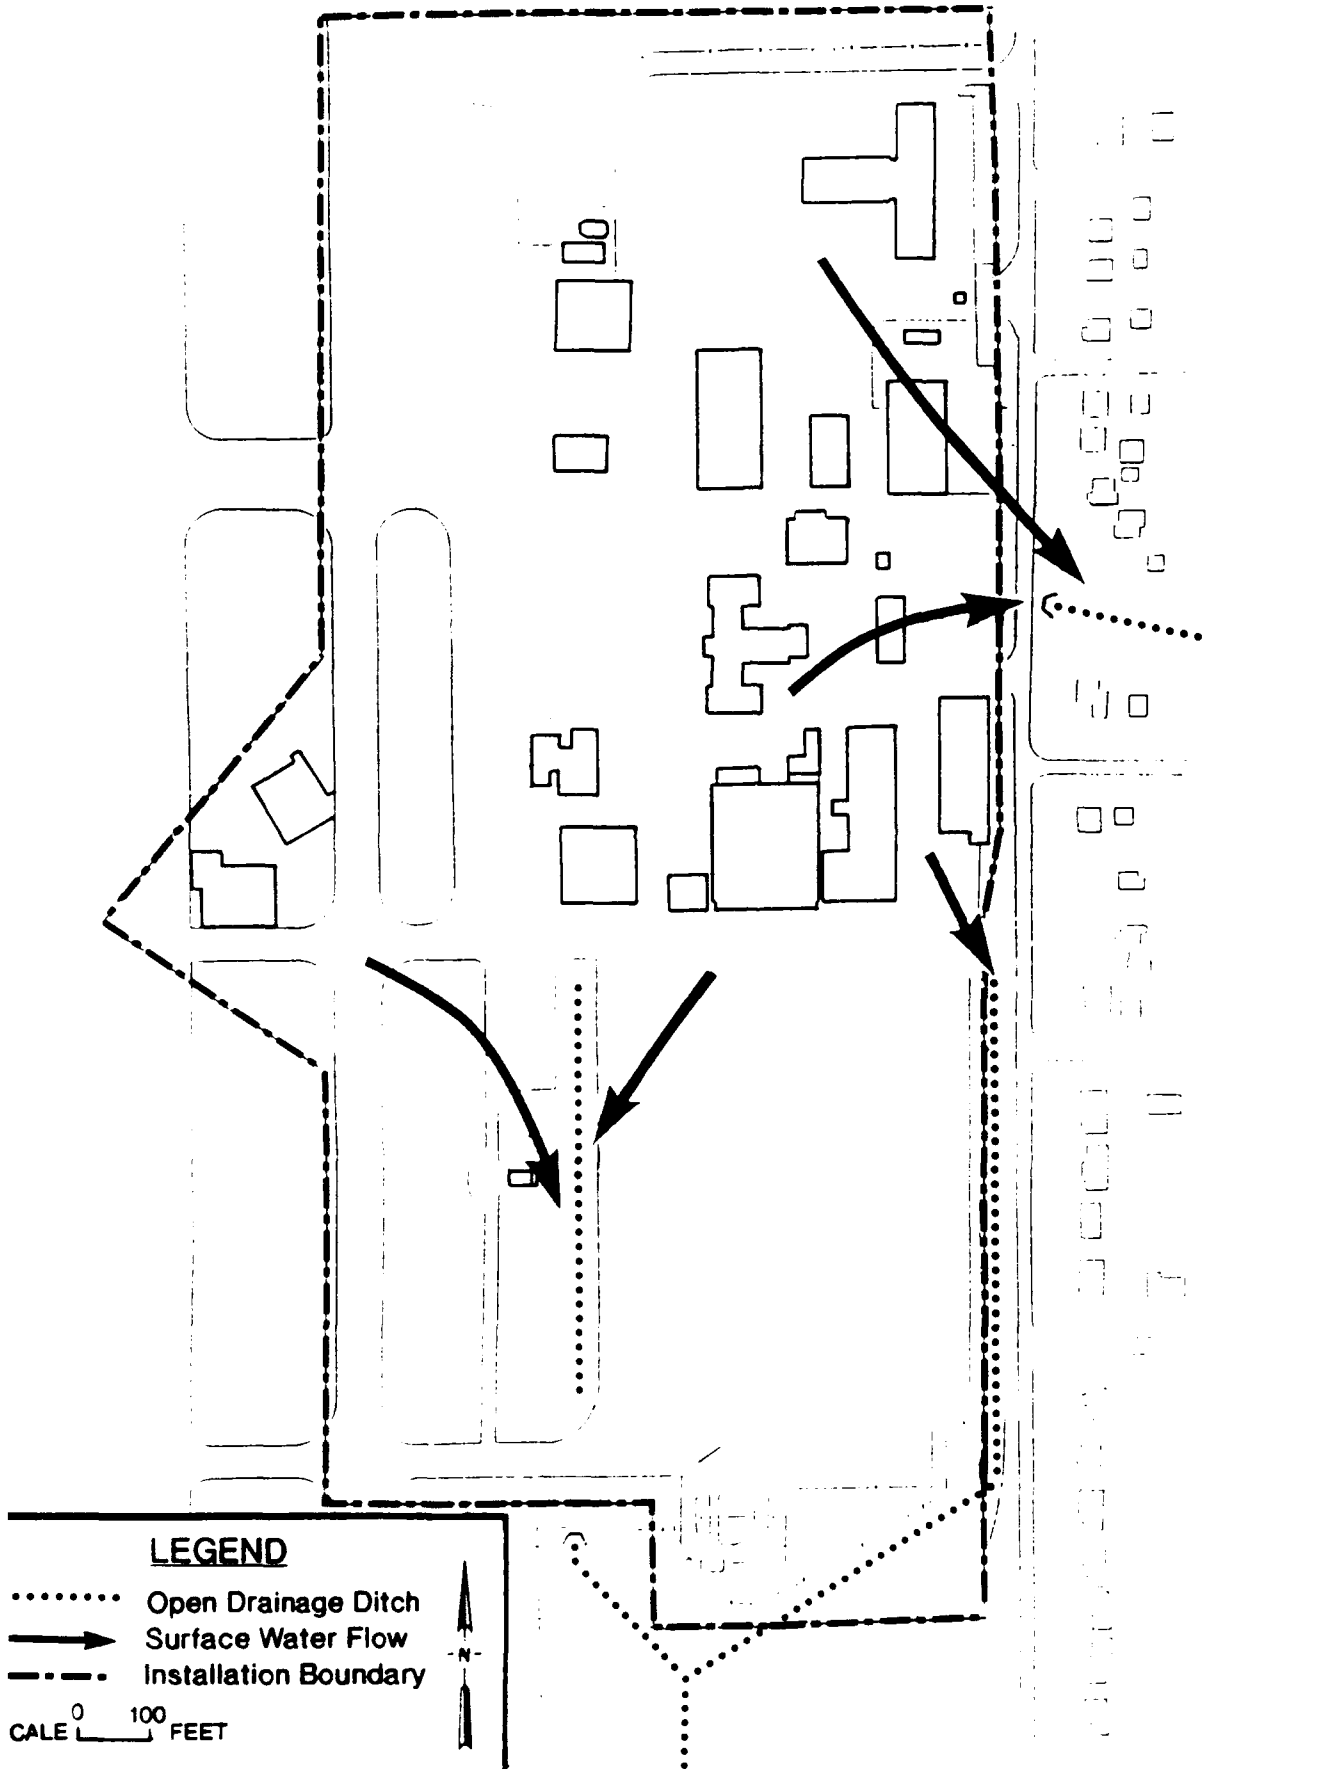 LEGEND
Open Drainage Ditch
Surface Water Flow
Installation Boundary
N
0 100
CALE FEET